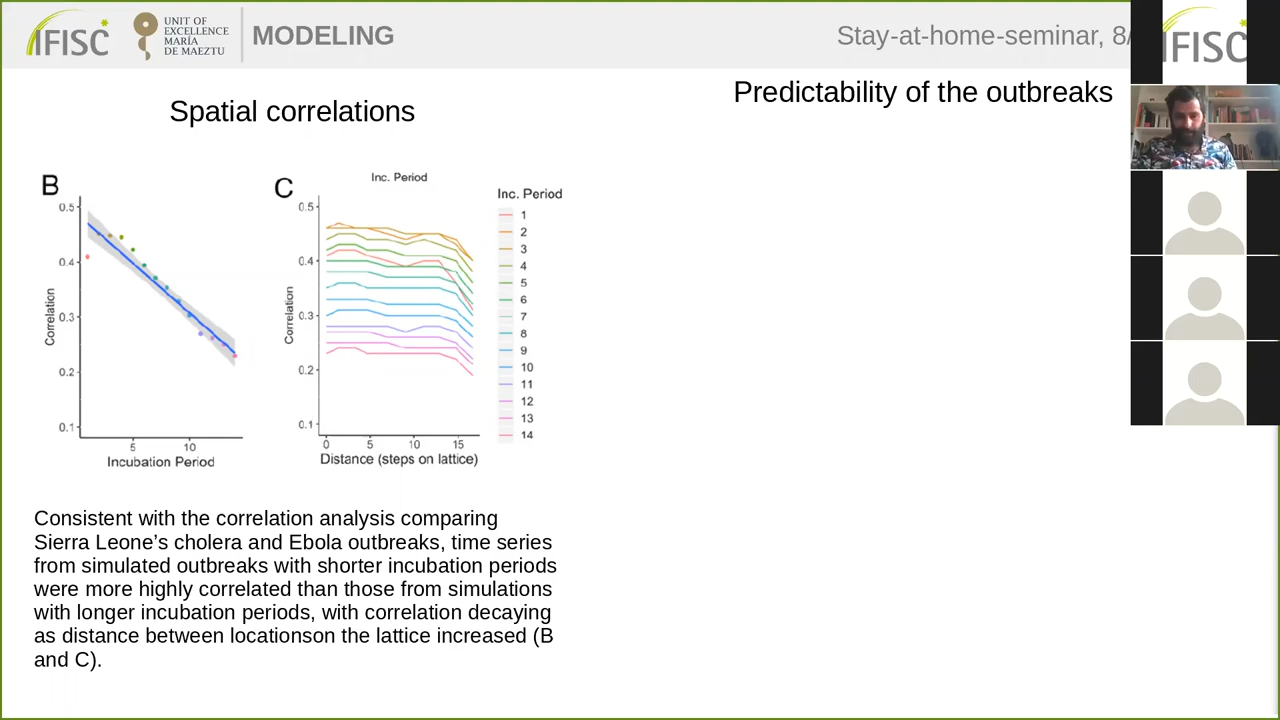 IFISC
UNIT OF
EXCELLENCE
MARÍA
DE MAEZTU
MODELING
Stay-at-home-seminar, 8/
IFISC
Spatial correlations
Predictability of the outbreaks
B
0.5
0.4
0.3
0.2
0.1
Correlation
5
10
Incubation Period
C
Inc. Period
0.5
0.4
0.3
0.2
0.1
Correlation
0
5
10
15
Distance (steps on lattice)
Inc. Period
1
2
3
4
5
6
7
8
9
10
11
12
13
14
Consistent with the correlation analysis comparing
Sierra Leone’s cholera and Ebola outbreaks, time series
from simulated outbreaks with shorter incubation periods
were more highly correlated than those from simulations
with longer incubation periods, with correlation decaying
as distance between locationson the lattice increased (B
and C).